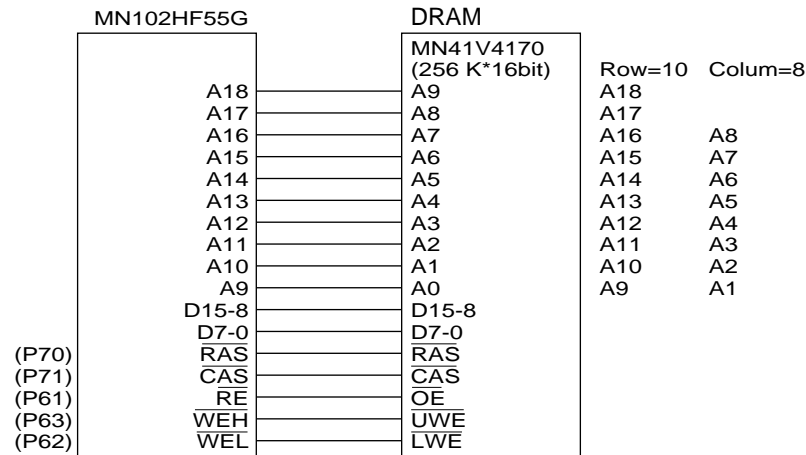 MN102HF55G DRAM
MN41V4170
(256 K*16bit) Row=10 Colum=8
A18 A9 A18
A17 A8 A17
A16 A7 A16 A8
A15 A6 A15 A7
A14 A5 A14 A6
A13 A4 A13 A5
A12 A3 A12 A4
A11 A2 A11 A3
A10 A1 A10 A2
A9 A0 A9 A1
D15-8 D15-8
D7-0 D7-0
(P70) RAS RAS
(P71) CAS CAS
(P61) RE OE
(P63) WEH UWE
(P62) WEL LWE